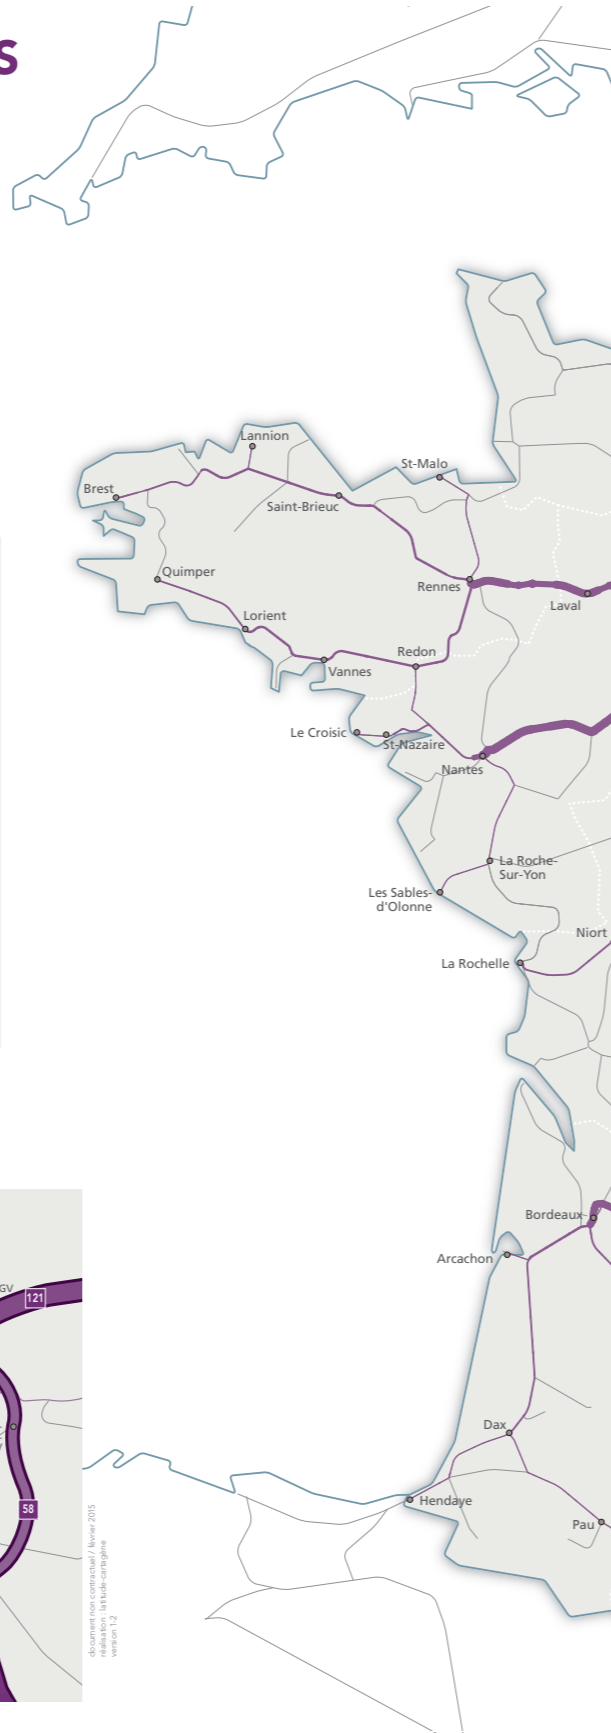 s
Lannion
St-Malo
Brest
Saint-Brieuc
Quimper
Rennes
Laval
Lorient
Redon
Vannes
Le Croisic
St-Nazaire
Nantes
La Roche-
Sur-Yon
Les Sables-
d'Olonne
Niort
La Rochelle
Bordeaux
Arcachon
GV
121
Dax
58
Hendaye
Pau
document non contractuel / février 2015
réalisation : latitude-cartagène
version 1-2